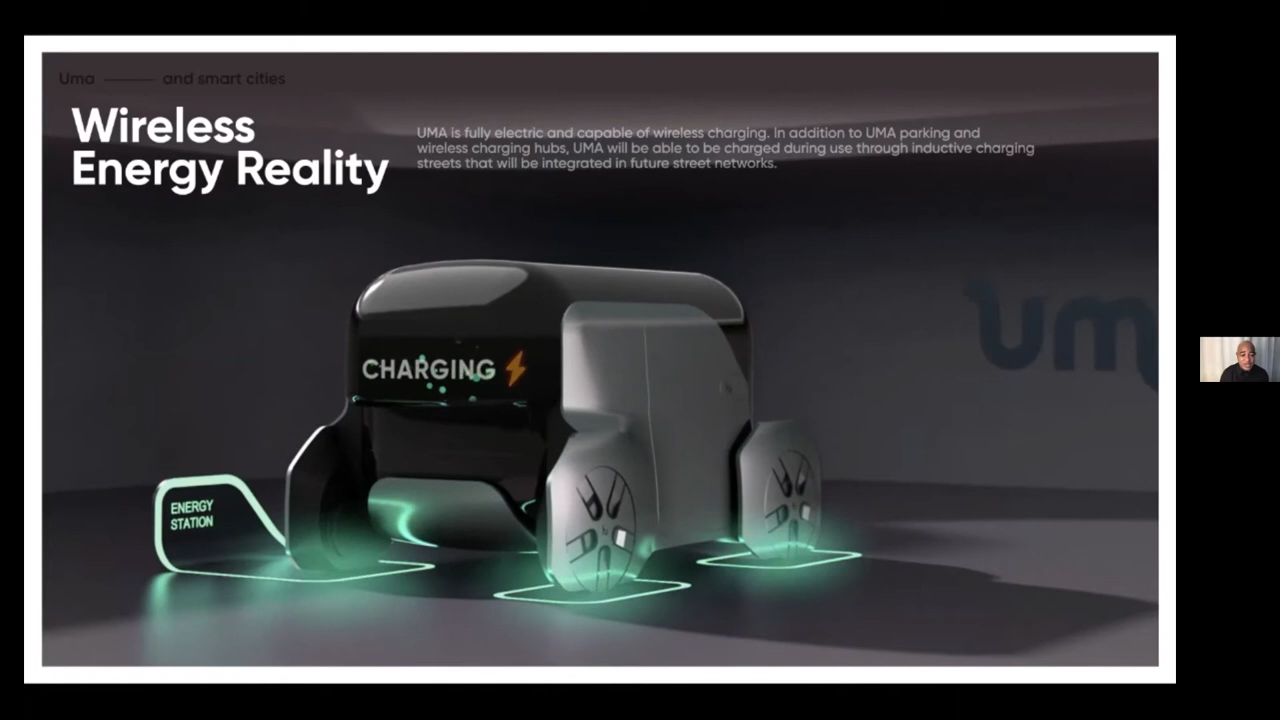 Uma and smart cities
Wireless
Energy Reality
UMA is fully electric and capable of wireless charging. In addition to UMA parking and
wireless charging hubs, UMA will be able to be charged during use through inductive charging
streets that will be integrated in future street networks.
um
CHARGING
ENERGY
STATION